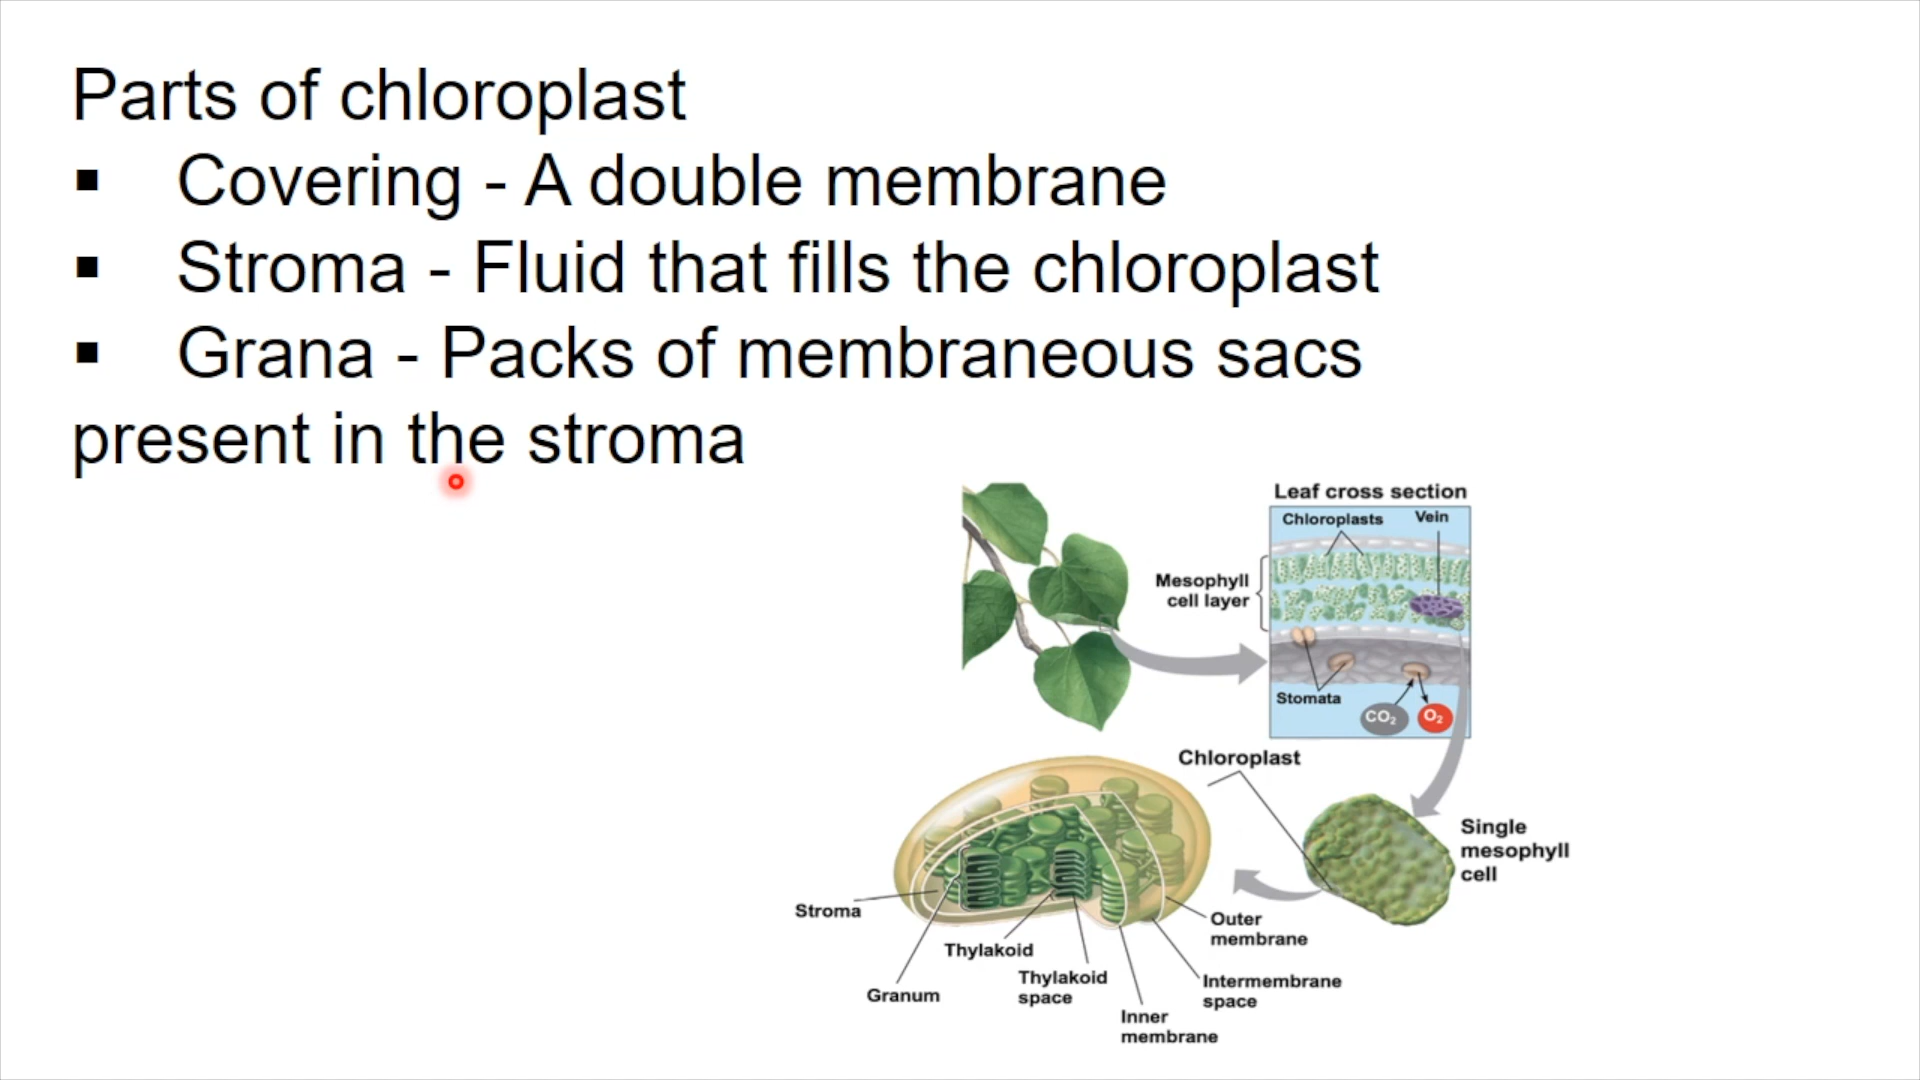 Parts of chloroplast
▪ Covering - A double membrane
▪ Stroma - Fluid that fills the chloroplast
▪ Grana - Packs of membraneous sacs
present in the stroma
Leaf cross section
Chloroplasts
Vein
Mesophyll
cell layer
Stomata
CO₂
O₂
Chloroplast
Single
mesophyll
cell
Stroma
Outer
membrane
Thylakoid
Thylakoid
space
Intermembrane
space
Granum
Inner
membrane